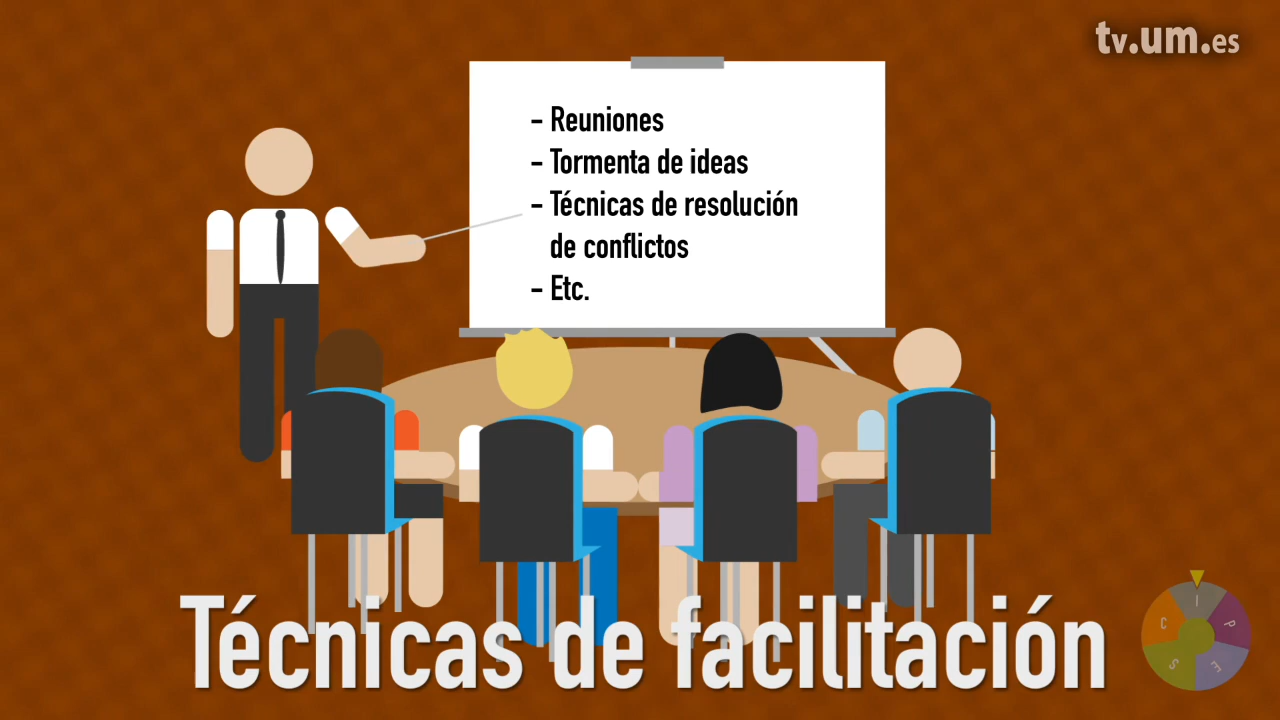 tv.um.es
- Reuniones
- Tormenta de ideas
- Técnicas de resolución
de conflictos
- Etc.
Técnicas de facilitación
I
C P
S E